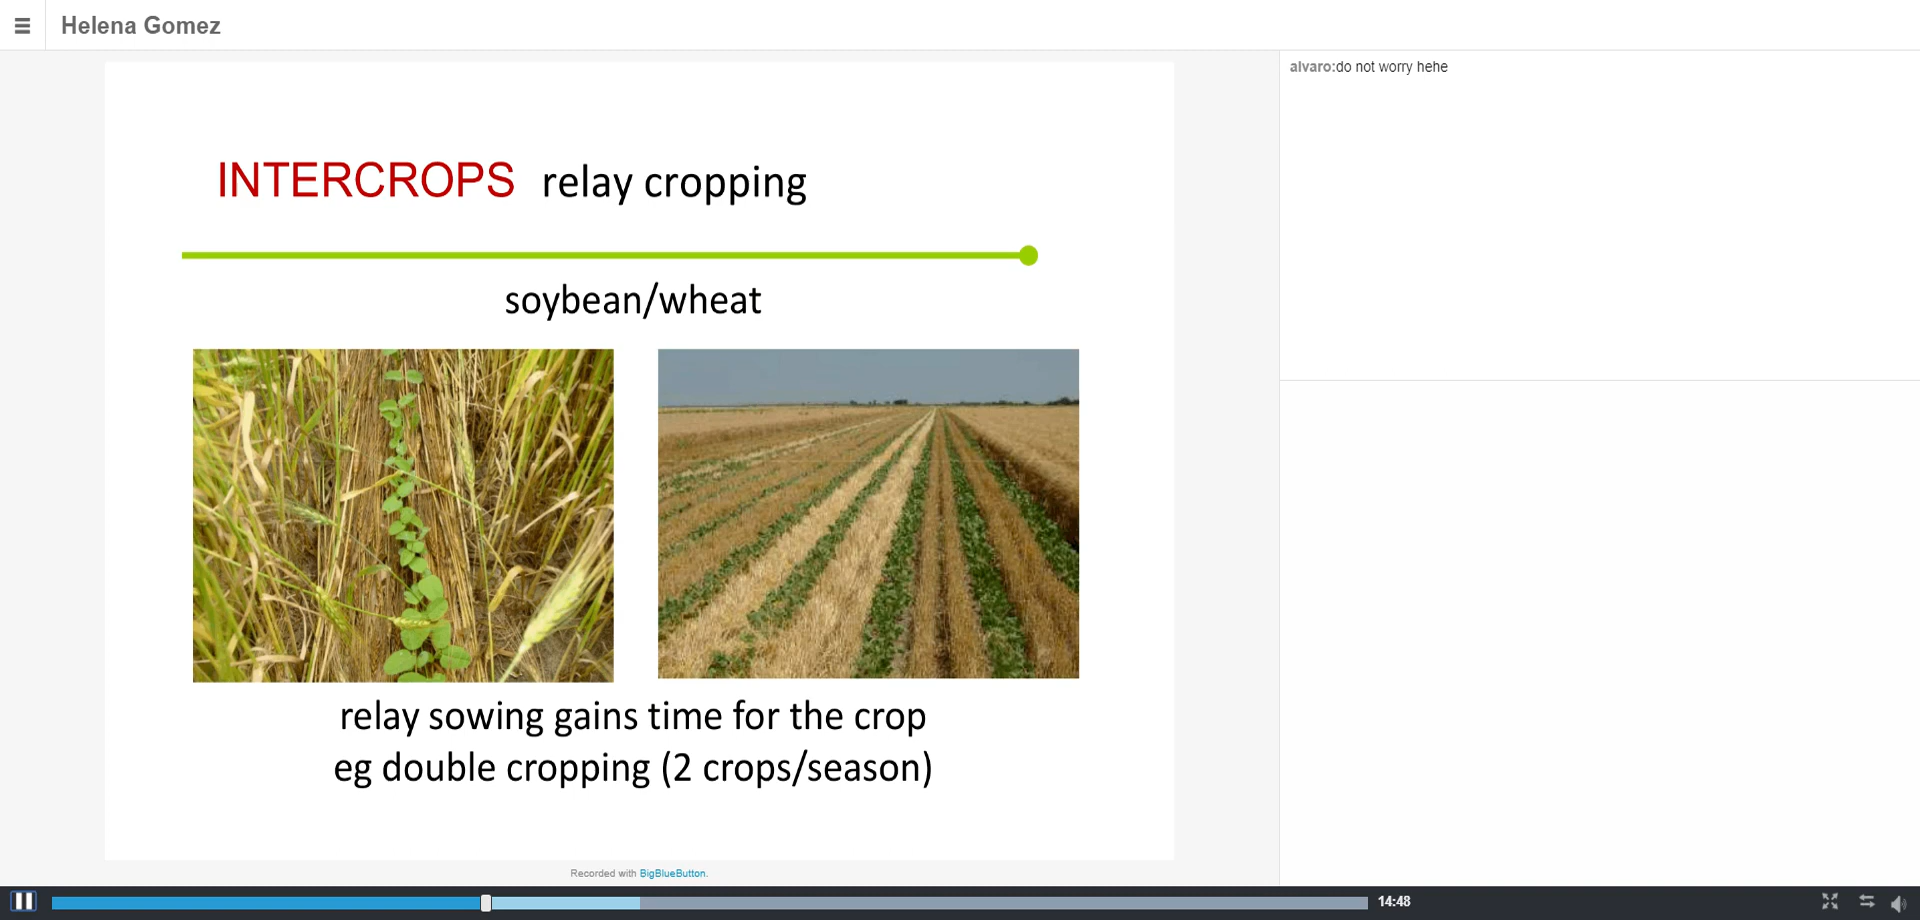 Helena Gomez
alvaro:do not worry hehe
INTERCROPS relay cropping
soybean/wheat
relay sowing gains time for the crop
eg double cropping (2 crops/season)
Recorded with BigBlueButton.
14:48